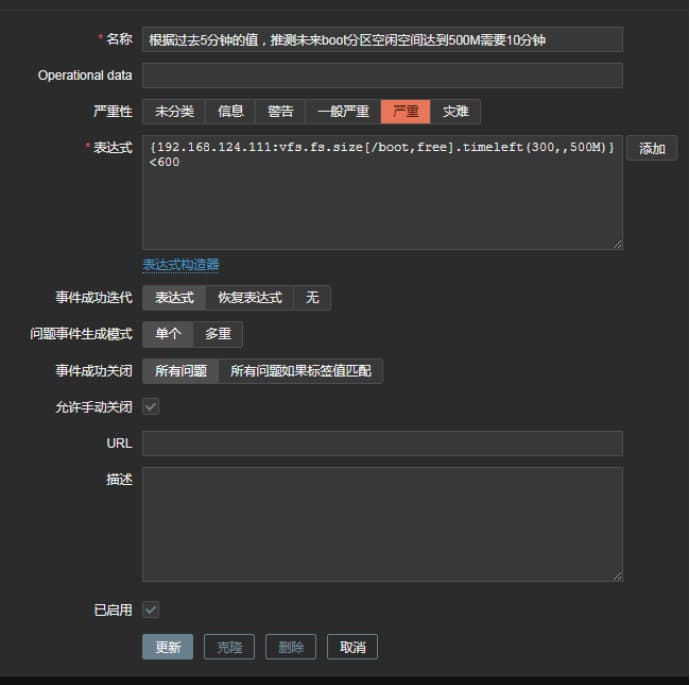 * 名称 根据过去5分钟的值，推测未来boot分区空闲空间达到500M需要10分钟
Operational data
严重性 未分类 信息 警告 一般严重 严重 灾难
* 表达式 {192.168.124.111:vfs.fs.size[/boot,free].timeleft(300,,500M)} 添加
<600
表达式构造器
事件成功迭代 表达式 恢复表达式 无
问题事件生成模式 单个 多重
事件成功关闭 所有问题 所有问题如果标签值匹配
允许手动关闭
URL
描述
已启用
更新 克隆 删除 取消